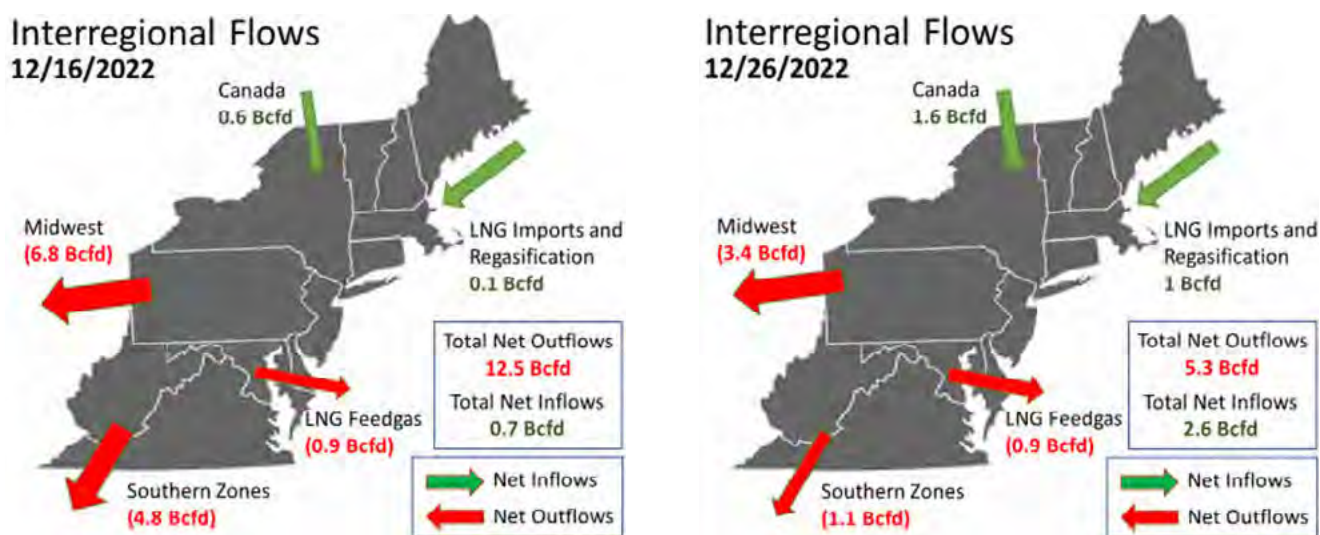 Interregional Flows
12/16/2022
Canada
0.6 Bcfd
Midwest
(6.8 Bcfd)
LNG Imports and
Regasification
0.1 Bcfd
Total Net Outflows
12.5 Bcfd
Total Net Inflows
0.7 Bcfd
LNG Feedgas
(0.9 Bcfd)
Southern Zones
(4.8 Bcfd)
Net Inflows
Net Outflows
Interregional Flows
12/26/2022
Canada
1.6 Bcfd
Midwest
(3.4 Bcfd)
LNG Imports and
Regasification
1 Bcfd
Total Net Outflows
5.3 Bcfd
Total Net Inflows
2.6 Bcfd
LNG Feedgas
(0.9 Bcfd)
Southern Zones
(1.1 Bcfd)
Net Inflows
Net Outflows